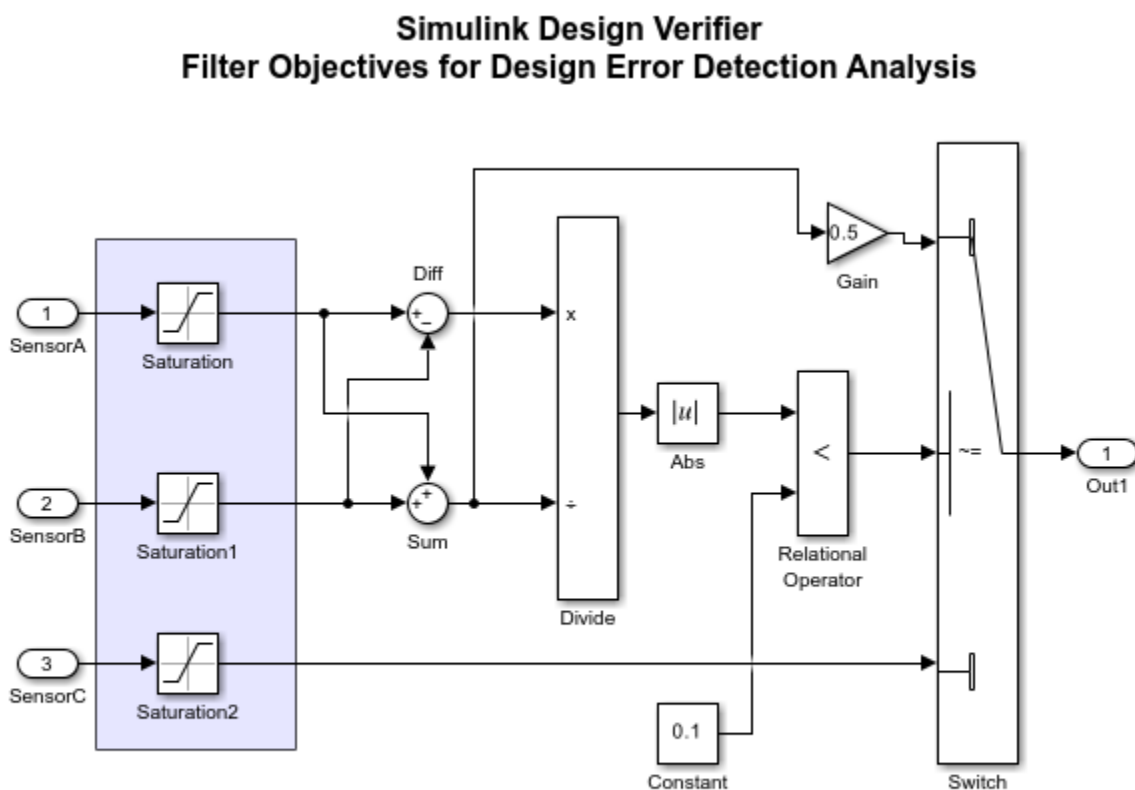 Simulink Design Verifier
Filter Objectives for Design Error Detection Analysis
0.5
Gain
Diff
+
−
1
SensorA
Saturation
x
|u|
Abs
<
~=
1
Out1
2
SensorB
Saturation1
+
+
Sum
÷
Relational
Operator
Divide
3
SensorC
Saturation2
0.1
Constant
Switch